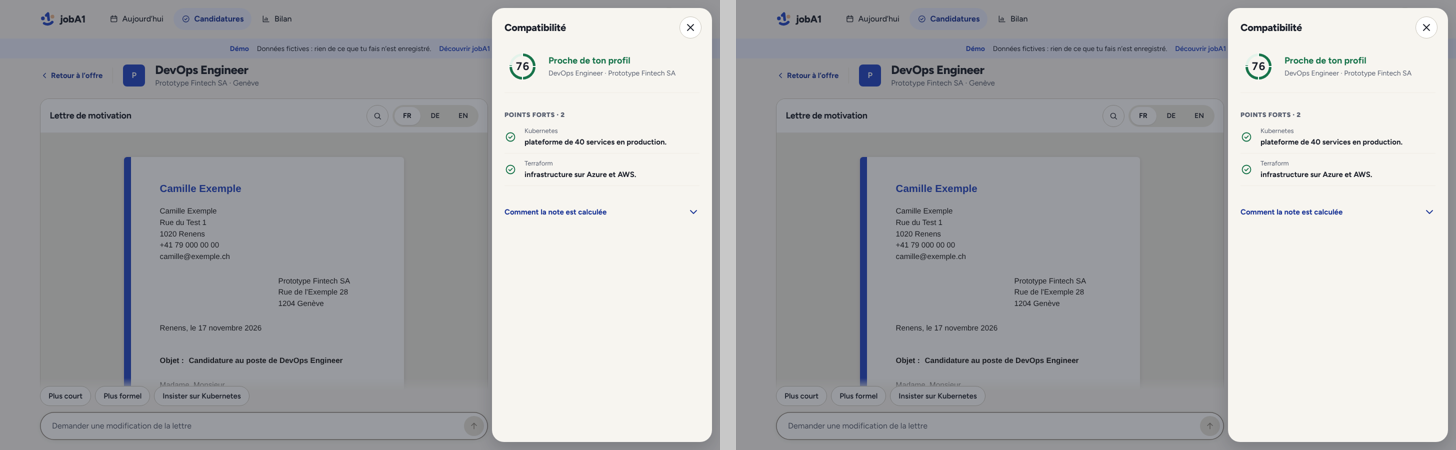 jobA1
Aujourd'hui
Candidatures
Bilan
Démo Données fictives : rien de ce que tu fais n'est enregistré. Découvrir jobA1
Retour à l'offre
P
DevOps Engineer
Prototype Fintech SA · Genève
Lettre de motivation
FR DE EN
Camille Exemple
Camille Exemple
Rue du Test 1
1020 Renens
+41 79 000 00 00
camille@exemple.ch
Prototype Fintech SA
Rue de l'Exemple 28
1204 Genève
Renens, le 17 novembre 2026
Objet : Candidature au poste de DevOps Engineer
Madame, Monsieur,
Plus court
Plus formel
Insister sur Kubernetes
Demander une modification de la lettre
Compatibilité
76
Proche de ton profil
DevOps Engineer · Prototype Fintech SA
POINTS FORTS · 2
Kubernetes
plateforme de 40 services en production.
Terraform
infrastructure sur Azure et AWS.
Comment la note est calculée
jobA1
Aujourd'hui
Candidatures
Bilan
Démo Données fictives : rien de ce que tu fais n'est enregistré. Découvrir jobA1
Retour à l'offre
P
DevOps Engineer
Prototype Fintech SA · Genève
Lettre de motivation
FR DE EN
Camille Exemple
Camille Exemple
Rue du Test 1
1020 Renens
+41 79 000 00 00
camille@exemple.ch
Prototype Fintech SA
Rue de l'Exemple 28
1204 Genève
Renens, le 17 novembre 2026
Objet : Candidature au poste de DevOps Engineer
Madame, Monsieur,
Plus court
Plus formel
Insister sur Kubernetes
Demander une modification de la lettre
Compatibilité
76
Proche de ton profil
DevOps Engineer · Prototype Fintech SA
POINTS FORTS · 2
Kubernetes
plateforme de 40 services en production.
Terraform
infrastructure sur Azure et AWS.
Comment la note est calculée